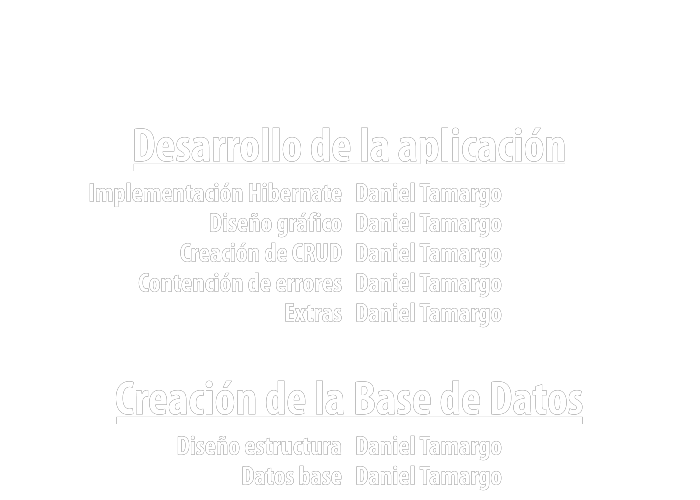 Desarrollo de la aplicación
Implementación Hibernate Daniel Tamargo
Diseño gráfico Daniel Tamargo
Creación de CRUD Daniel Tamargo
Contención de errores Daniel Tamargo
Extras Daniel Tamargo
Creación de la Base de Datos
Diseño estructura Daniel Tamargo
Datos base Daniel Tamargo